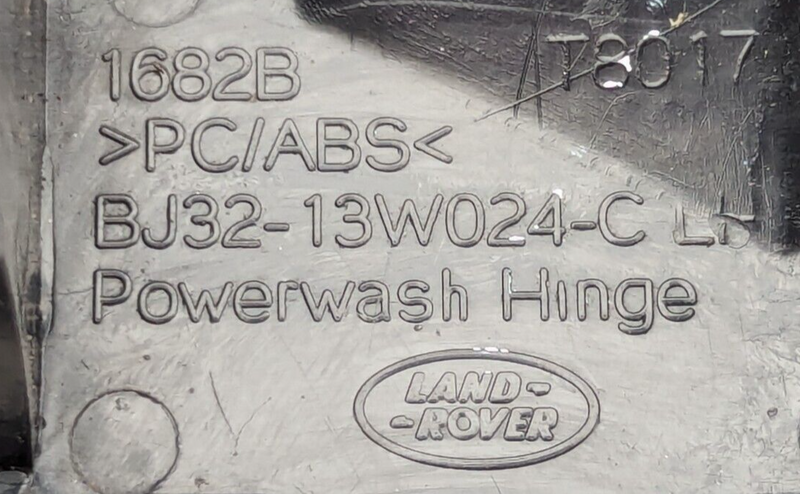 T8017
1682B
>PC/ABS<
BJ32-13W024-C
Powerwash Hinge
LAND-
-ROVER